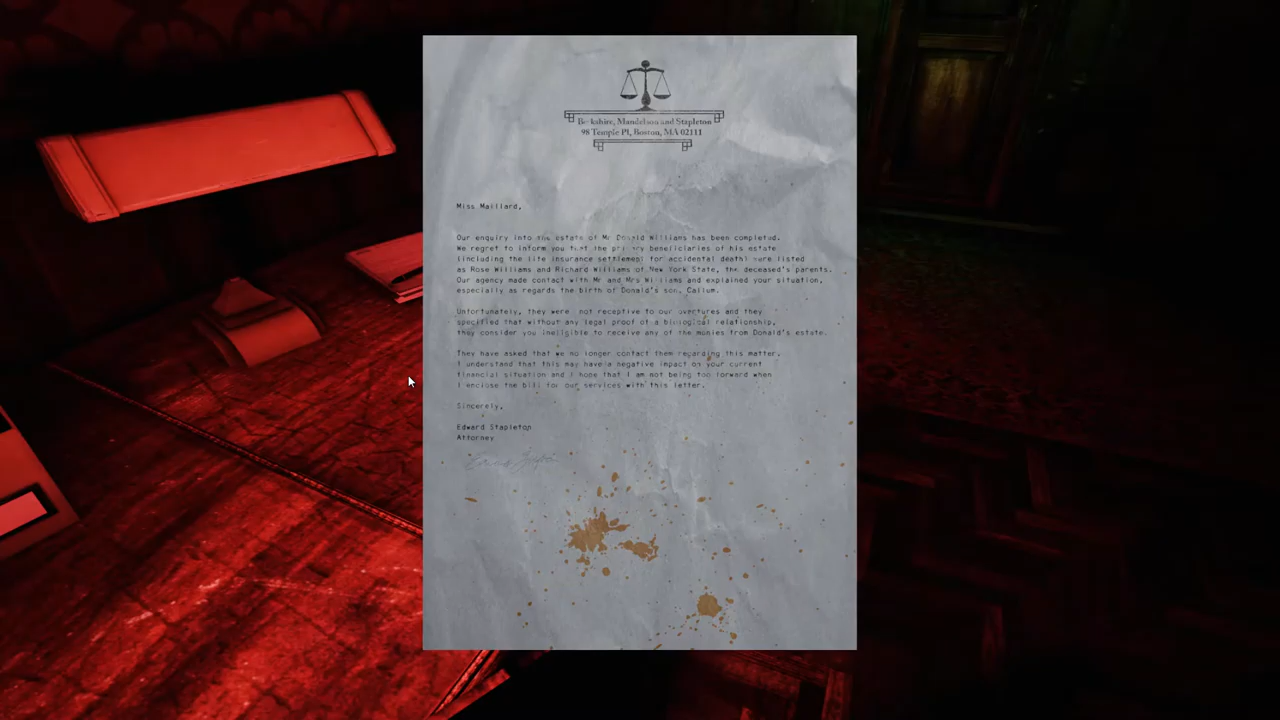 Berkshire, Mandelson and Stapleton
98 Temple Pl, Boston, MA 02111
Miss Maillard,
Our enquiry into the estate of Mr Donald Williams has been completed.
We regret to inform you that the primary beneficiaries of his estate
(including the life insurance settlement for accidental death) were listed
as Rose Williams and Richard Williams of New York State, the deceased's parents.
Our agency made contact with Mr and Mrs Williams and explained your situation,
especially as regards the birth of Donald's son, Callum.
Unfortunately, they were not receptive to our overtures and they
specified that without any legal proof of a biological relationship,
they consider you ineligible to receive any of the monies from Donald's estate.
They have asked that we no longer contact them regarding this matter.
I understand that this may have a negative impact on your current
financial situation and I hope that I am not being too forward when
I enclose the bill for our services with this letter.
Sincerely,
Edward Stapleton
Attorney